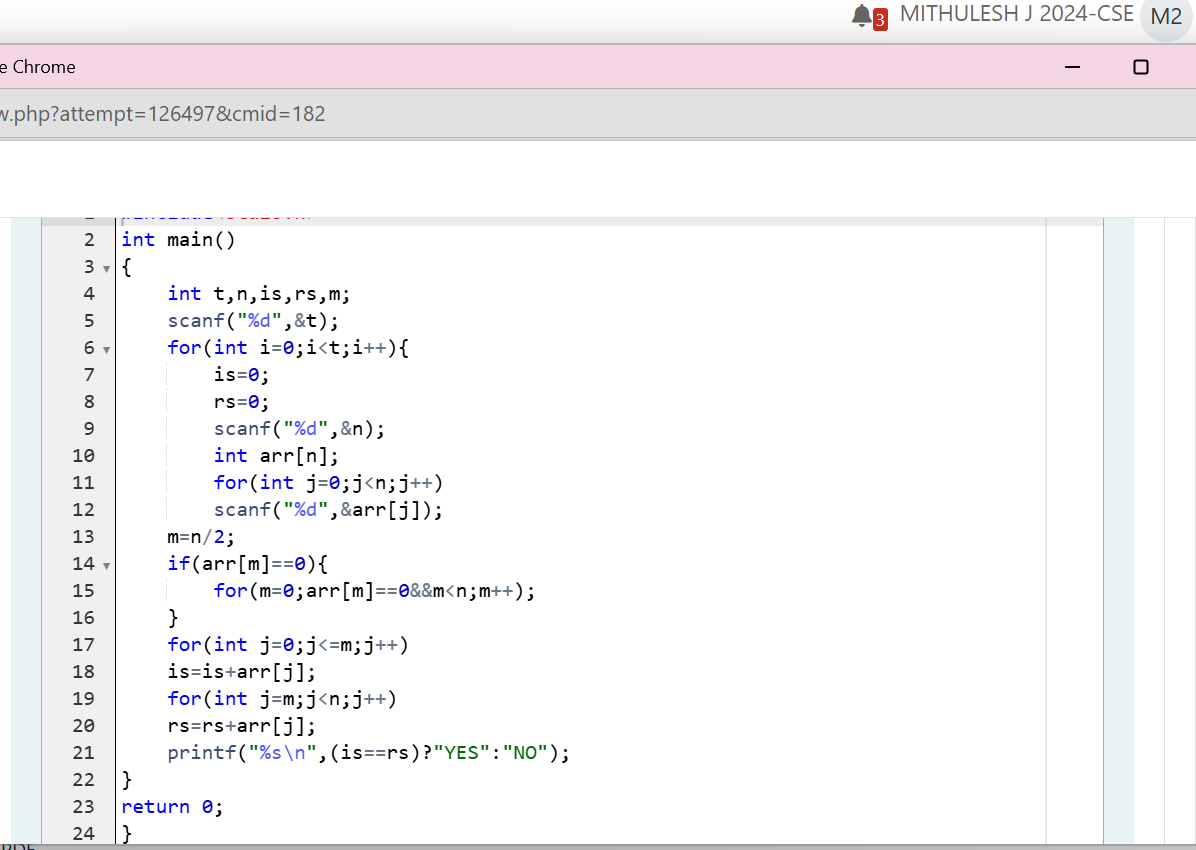 3 MITHULESH J 2024-CSE M2
e Chrome
w.php?attempt=126497&cmid=182
2 int main()
3 {
4 int t,n,is,rs,m;
5 scanf("%d",&t);
6 for(int i=0;i<t;i++){
7 is=0;
8 rs=0;
9 scanf("%d",&n);
10 int arr[n];
11 for(int j=0;j<n;j++)
12 scanf("%d",&arr[j]);
13 m=n/2;
14 if(arr[m]==0){
15 for(m=0;arr[m]==0&&m<n;m++);
16 }
17 for(int j=0;j<=m;j++)
18 is=is+arr[j];
19 for(int j=m;j<n;j++)
20 rs=rs+arr[j];
21 printf("%s\n",(is==rs)?"YES":"NO");
22 }
23 return 0;
24 }